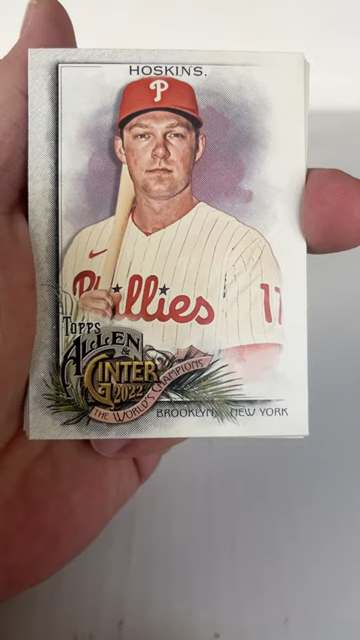 HOSKINS.
P
Phillies
17
TOPPS
ALLEN
&
GINTER
2022
THE WORLD'S CHAMPIONS
BROOKLYN, NEW YORK